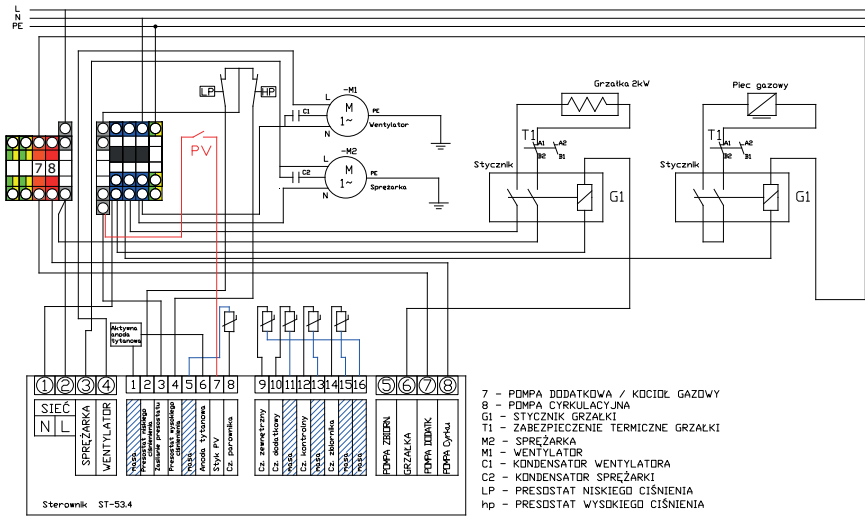 L
N
PE
LP
HP
L
C1
N
-M1
M
1~
PE
Wentylator
-M2
L
C2
N
M
1~
PE
Sprężarka
Grzałka 2kW
T1
A1
A2
B2
B1
Stycznik
G1
Piec gazowy
T1
A1
A2
B2
B1
Stycznik
G1
7 8
PV
Aktywna
anoda
tytanowa
1 2 3 4
SIEĆ
N L
SPRĘŻARKA
WENTYLATOR
1 2 3 4 5 6 7 8
masa
Presostat niskiego
ciśnienienia
Zasilanie presostatu
Presostat wysokiego
ciśnienienia
masa
Anoda tytanowa
Styk PV
Cz. parownika
9 10 11 12 13 14 15 16
Cz. zewnętrzny
Cz. dodatkowy
masa
Cz. kontrolny
masa
Cz. zbiornika
masa
masa
5 6 7 8
POMPA ZBIORN.
GRZAŁKA
POMPA DODATK.
POMPA Cyrku.
Sterownik ST-53.4
7 - POMPA DODATKOWA / KOCIOŁ GAZOWY
8 - POMPA CYRKULACYJNA
G1 - STYCZNIK GRZAŁKI
T1 - ZABEZPIECZENIE TERMICZNE GRZAŁKI
M2 - SPRĘŻARKA
M1 - WENTYLATOR
C1 - KONDENSATOR WENTYLATORA
C2 - KONDENSATOR SPRĘŻARKI
LP - PRESOSTAT NISKIEGO CIŚNIENIA
hp - PRESOSTAT WYSOKIEGO CIŚNIENIA